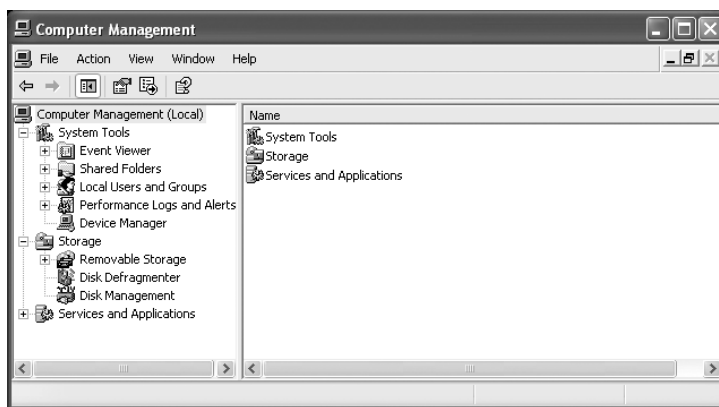 Computer Management
File Action View Window Help
Computer Management (Local)
System Tools
Event Viewer
Shared Folders
Local Users and Groups
Performance Logs and Alerts
Device Manager
Storage
Removable Storage
Disk Defragmenter
Disk Management
Services and Applications
Name
System Tools
Storage
Services and Applications